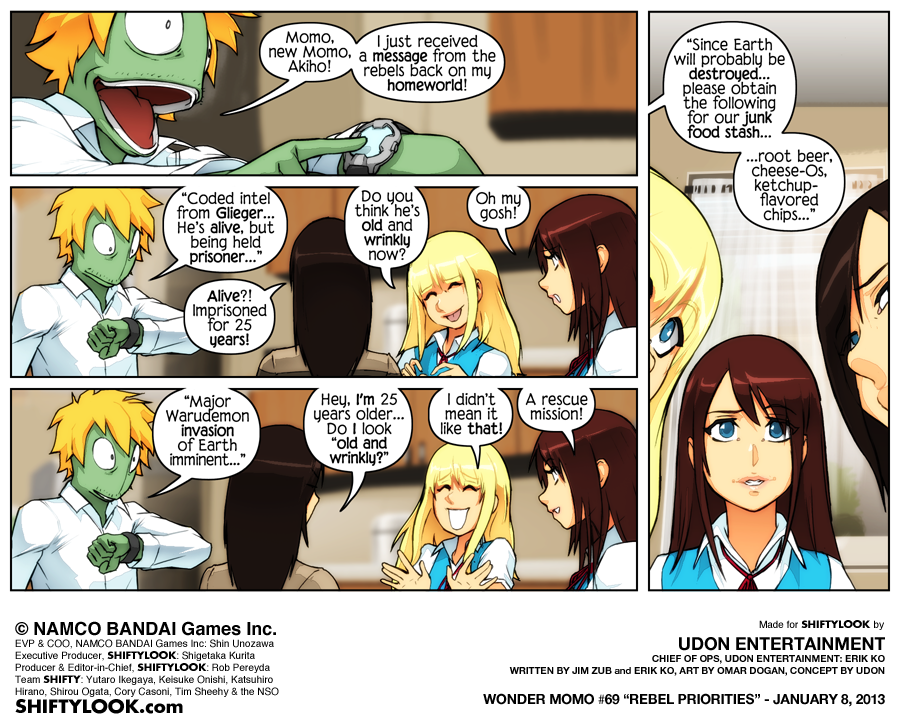 Momo,
new Momo,
Akiho!
I just received
a message from the
rebels back on my
homeworld!
"Coded intel
from Glieger...
He's alive, but
being held
prisoner..."
Alive?!
Imprisoned
for 25
years!
Do you
think he's
old and
wrinkly
now?
Oh my
gosh!
"Major
Warudemon
invasion
of Earth
imminent..."
Hey, I'm 25
years older...
Do I look
"old and
wrinkly?"
I didn't
mean it
like that!
A rescue
mission!
"Since Earth
will probably be
destroyed...
please obtain
the following
for our junk
food stash...
...root beer,
cheese-Os,
ketchup-
flavored
chips..."
© NAMCO BANDAI Games Inc.
EVP & COO, NAMCO BANDAI Games Inc: Shin Unozawa
Executive Producer, SHIFTYLOOK: Shigetaka Kurita
Producer & Editor-in-Chief, SHIFTYLOOK: Rob Pereyda
Team SHIFTY: Yutaro Ikegaya, Keisuke Onishi, Katsuhiro
Hirano, Shirou Ogata, Cory Casoni, Tim Sheehy & the NSO
SHIFTYLOOK.com
Made for SHIFTYLOOK by
UDON ENTERTAINMENT
CHIEF OF OPS, UDON ENTERTAINMENT: ERIK KO
WRITTEN BY JIM ZUB and ERIK KO, ART BY OMAR DOGAN, CONCEPT BY UDON
WONDER MOMO #69 "REBEL PRIORITIES" - JANUARY 8, 2013